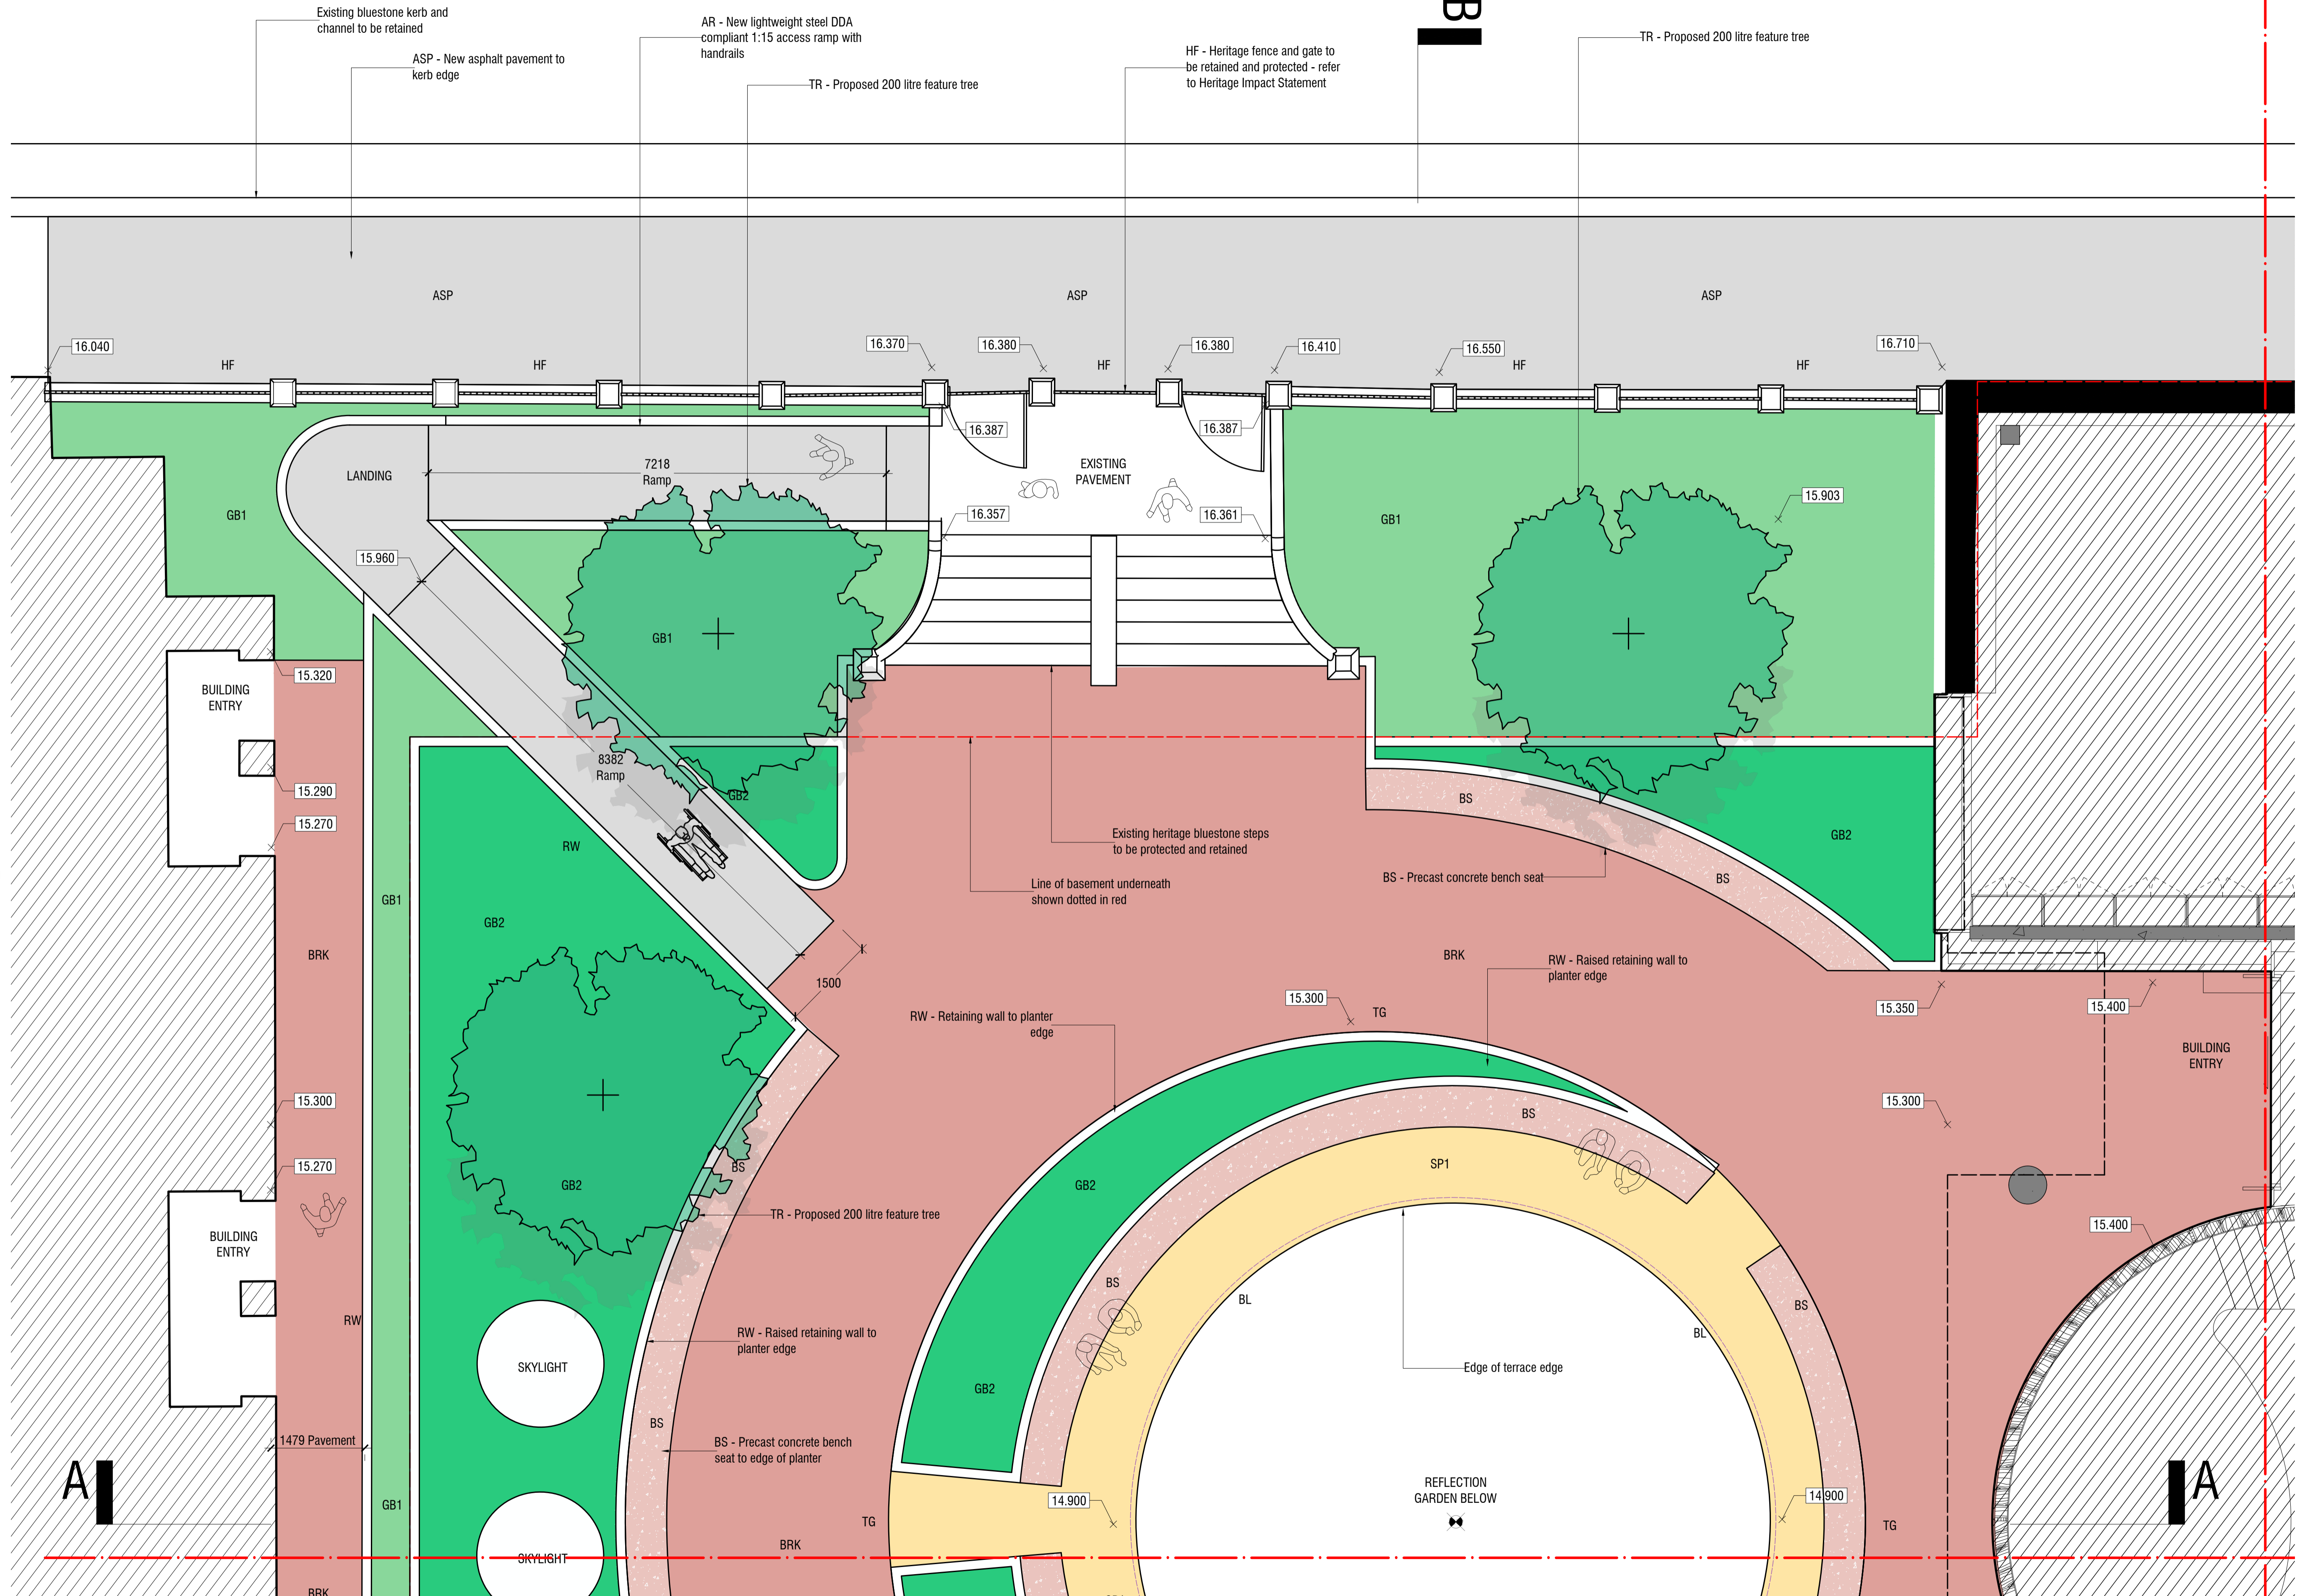 Existing bluestone kerb and
channel to be retained
ASP - New asphalt pavement to
kerb edge
AR - New lightweight steel DDA
compliant 1:15 access ramp with
handrails
TR - Proposed 200 litre feature tree
HF - Heritage fence and gate to
be retained and protected - refer
to Heritage Impact Statement
B
TR - Proposed 200 litre feature tree
ASP
ASP
ASP
16.040
HF
HF
16.370
16.380
HF
16.380
16.410
16.550
HF
HF
16.710
16.387
16.387
LANDING
7218
Ramp
EXISTING
PAVEMENT
GB1
16.357
16.361
GB1
15.903
15.960
GB1
15.320
BUILDING
ENTRY
15.290
15.270
8382
Ramp
GB2
RW
BS
GB2
Existing heritage bluestone steps
to be protected and retained
BS - Precast concrete bench seat
BS
Line of basement underneath
shown dotted in red
GB1
GB2
BRK
BRK
RW - Raised retaining wall to
planter edge
1500
15.300
TG
15.350
15.400
RW - Retaining wall to planter
edge
BUILDING
ENTRY
15.300
15.300
BS
15.270
BS
SP1
GB2
GB2
TR - Proposed 200 litre feature tree
15.400
BUILDING
ENTRY
BS
BL
BS
BL
RW
RW - Raised retaining wall to
planter edge
SKYLIGHT
Edge of terrace edge
GB2
BS
1479 Pavement
BS - Precast concrete bench
seat to edge of planter
A
A
REFLECTION
GARDEN BELOW
GB1
14.900
14.900
TG
TG
BRK
SKYLIGHT
BRK